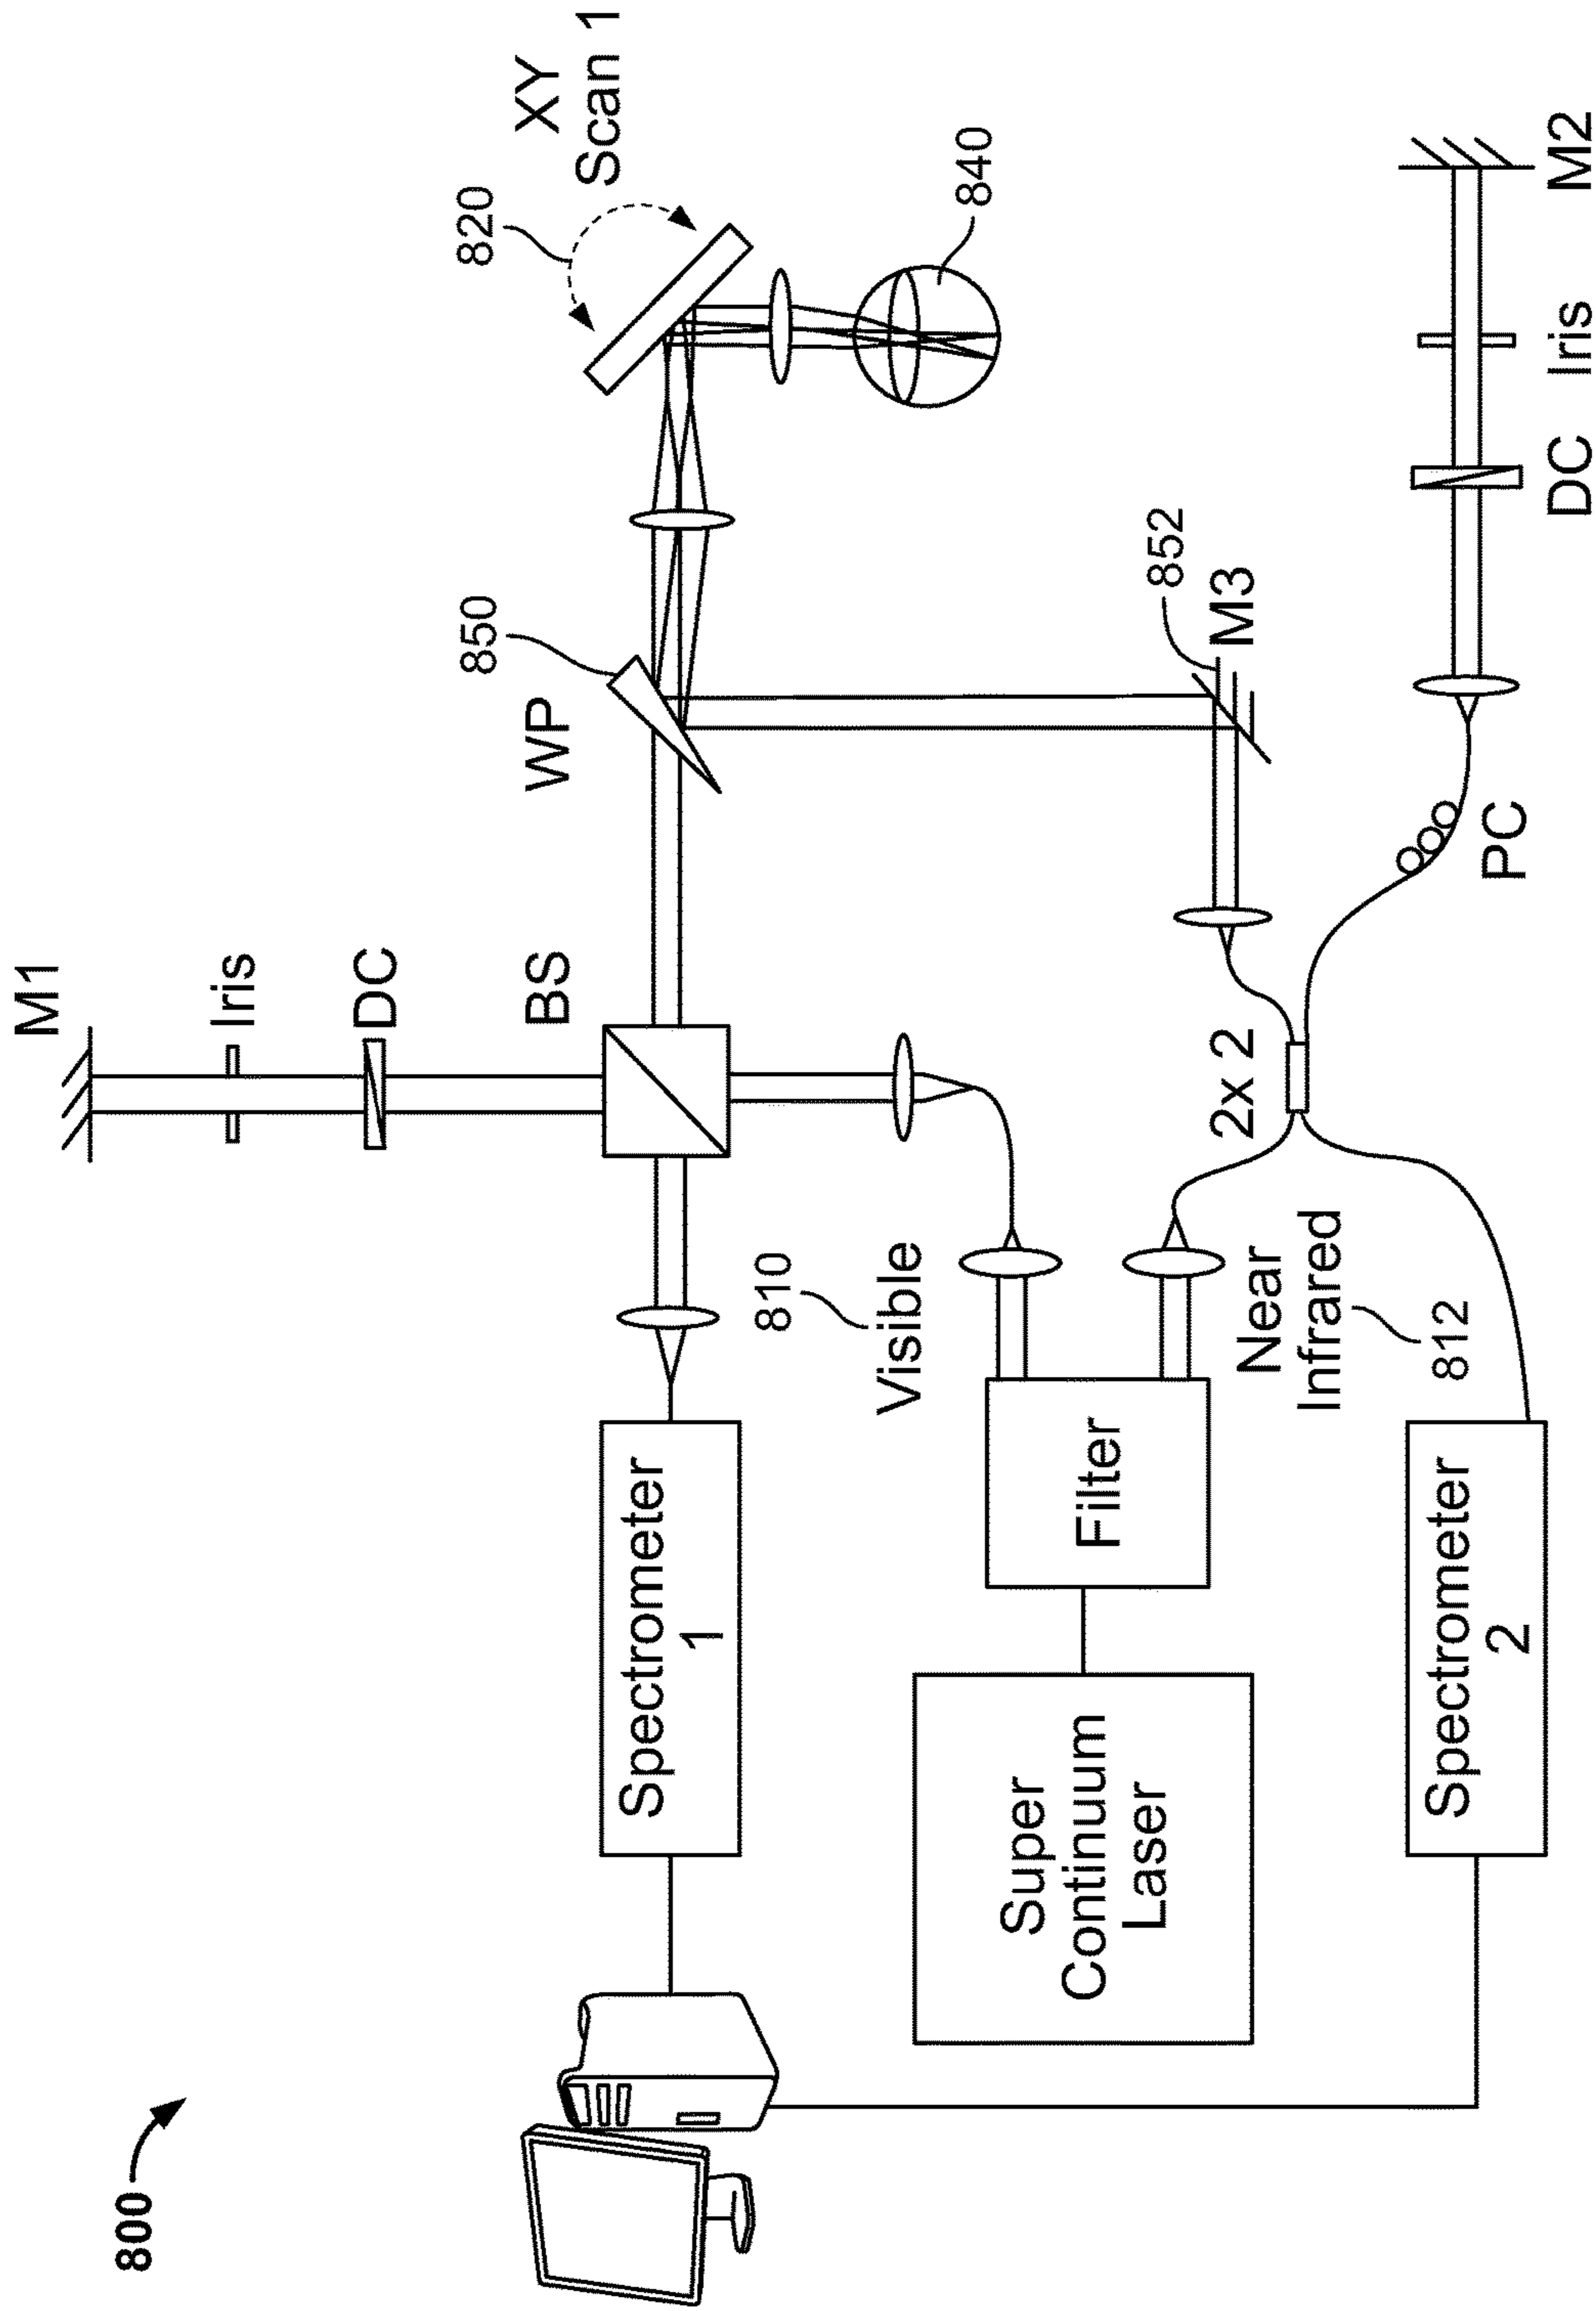 800
M1
Iris
DC
BS
WP
850
820
XY
Scan 1
840
Spectrometer
1
810
Visible
Super
Continuum
Laser
Filter
2x 2
852
M3
Near
Infrared
812
Spectrometer
2
PC
DC
Iris
M2